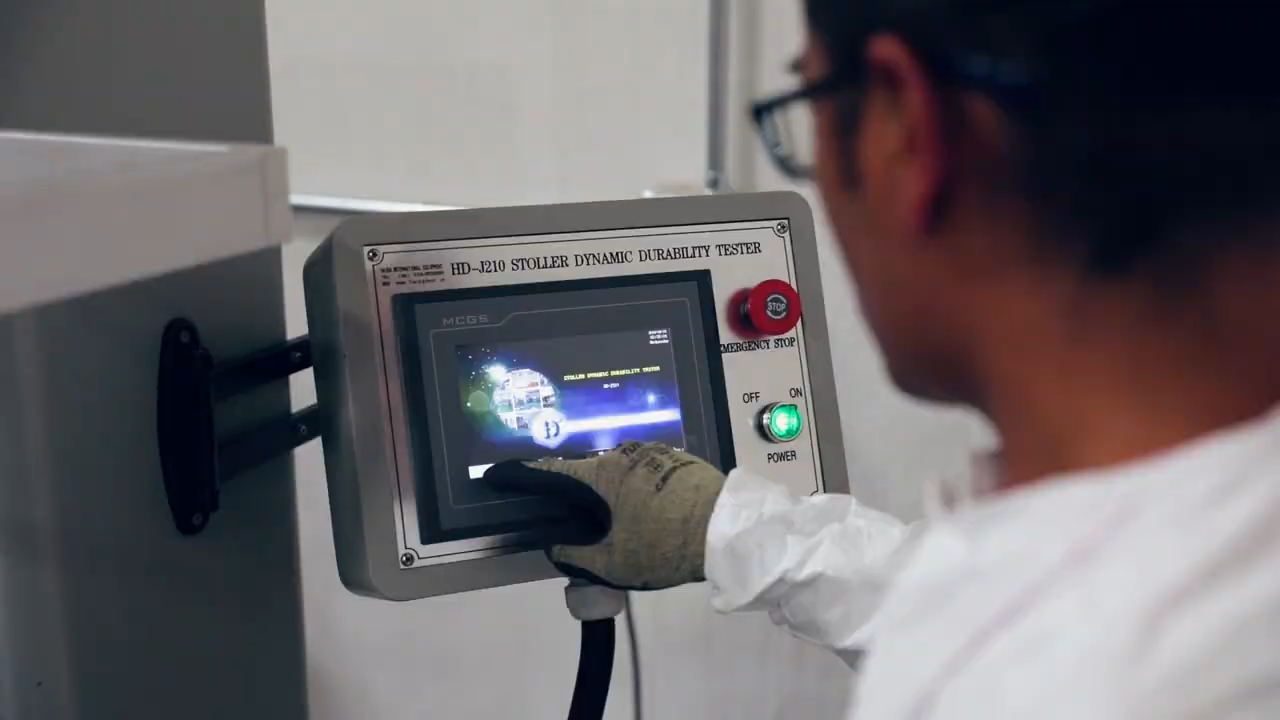 HD-J210 STOLLER DYNAMIC DURABILITY TESTER
MCGS
STOLLER DYNAMIC DURABILITY TESTER
STOP
EMERGENCY STOP
OFF ON
POWER